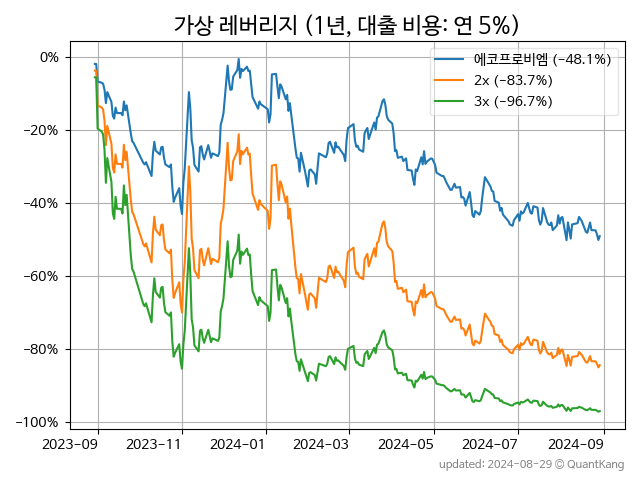 가상 레버리지 (1년, 대출 비용: 연 5%)
에코프로비엠 (−48.1%)
2x (−83.7%)
3x (−96.7%)
0%
−20%
−40%
−60%
−80%
−100%
2023-09 2023-11 2024-01 2024-03 2024-05 2024-07 2024-09
updated: 2024-08-29 © QuantKang